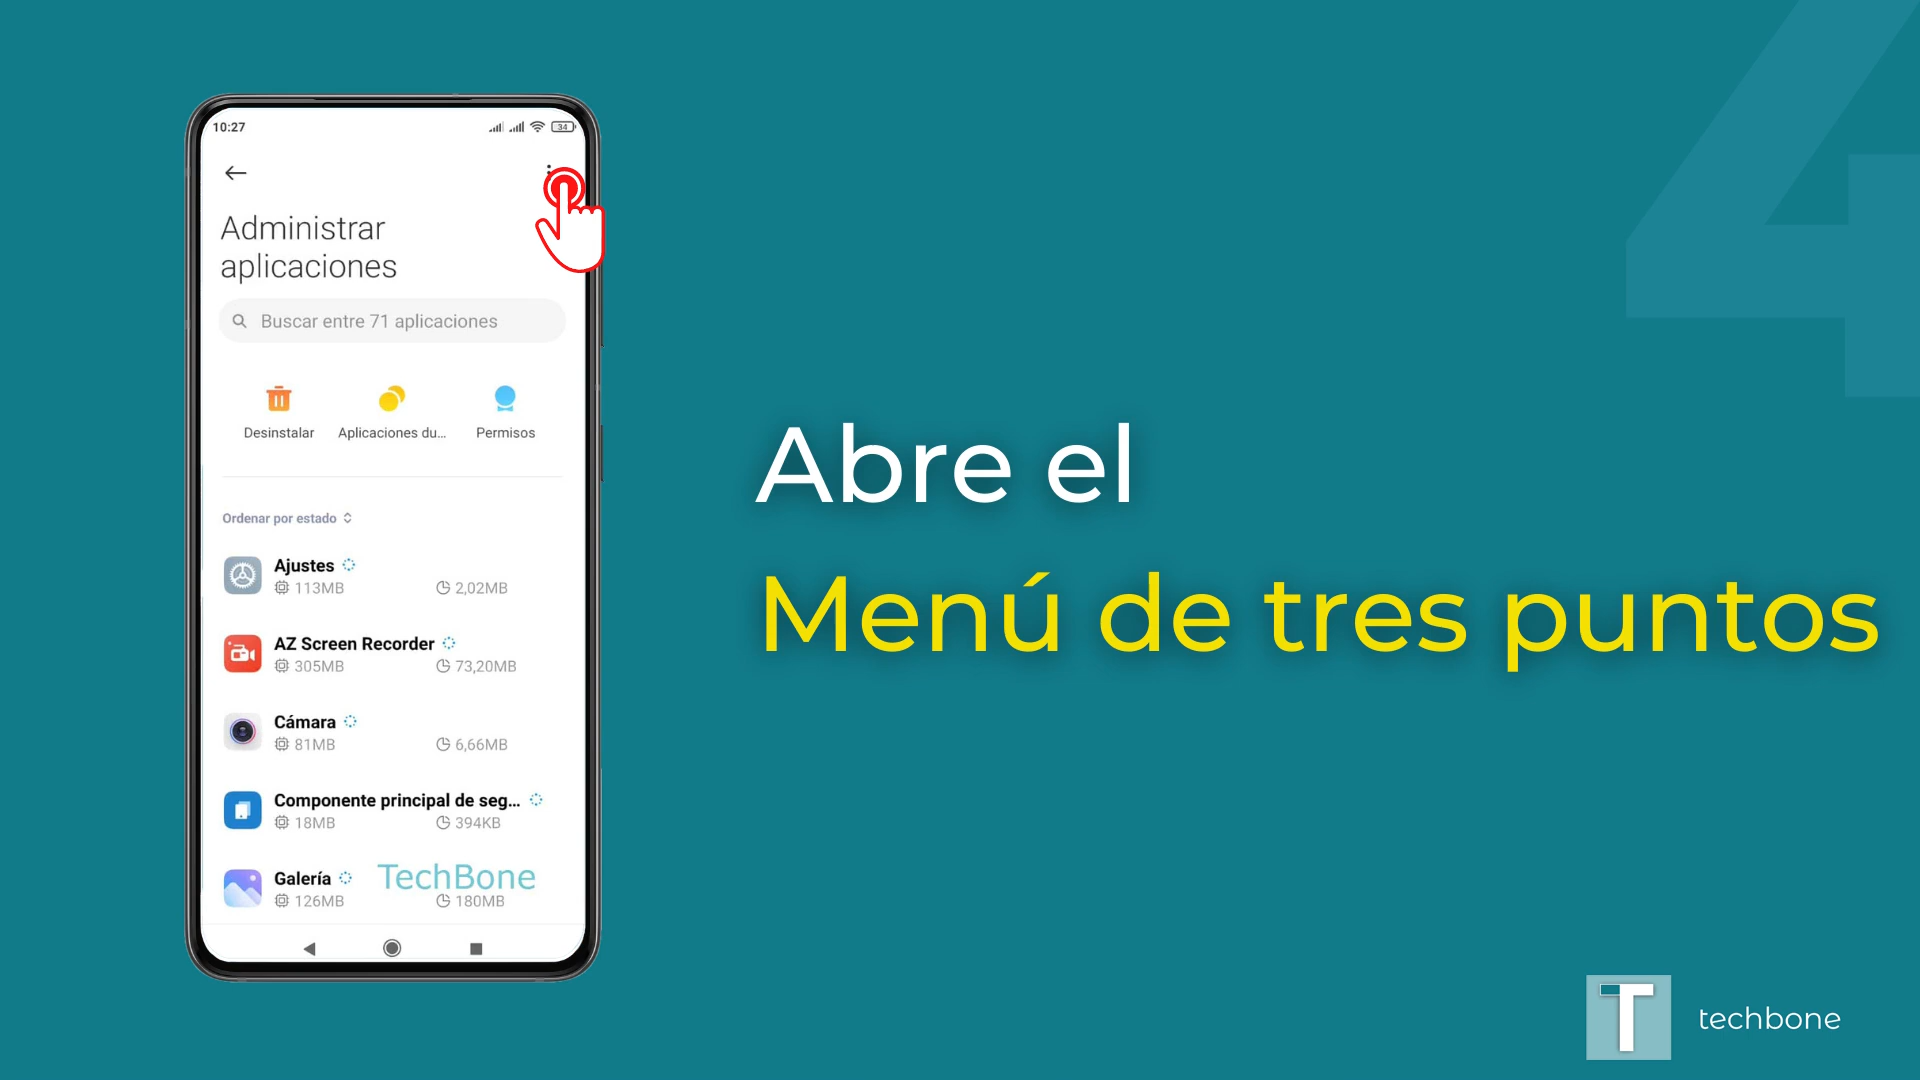 4
10:27
34
Administrar
aplicaciones
Buscar entre 71 aplicaciones
Desinstalar
Aplicaciones du...
Permisos
Ordenar por estado
Ajustes
113MB
2,02MB
AZ Screen Recorder
305MB
73,20MB
Cámara
81MB
6,66MB
Componente principal de seg...
18MB
394KB
Galería
126MB
180MB
TechBone
Abre el
Menú de tres puntos
T
techbone